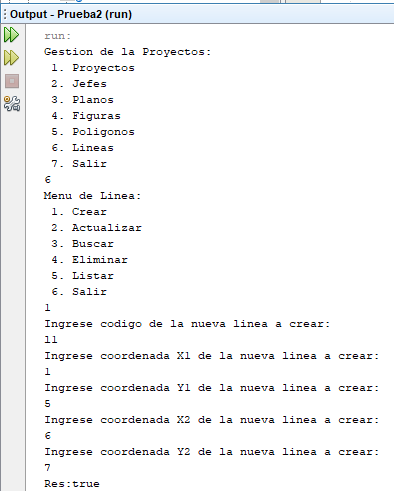 Output - Prueba2 (run)
run:
Gestion de la Proyectos:
1. Proyectos
2. Jefes
3. Planos
4. Figuras
5. Poligonos
6. Lineas
7. Salir
6
Menu de Linea:
1. Crear
2. Actualizar
3. Buscar
4. Eliminar
5. Listar
6. Salir
1
Ingrese codigo de la nueva linea a crear:
11
Ingrese coordenada X1 de la nueva linea a crear:
1
Ingrese coordenada Y1 de la nueva linea a crear:
5
Ingrese coordenada X2 de la nueva linea a crear:
6
Ingrese coordenada Y2 de la nueva linea a crear:
7
Res:true